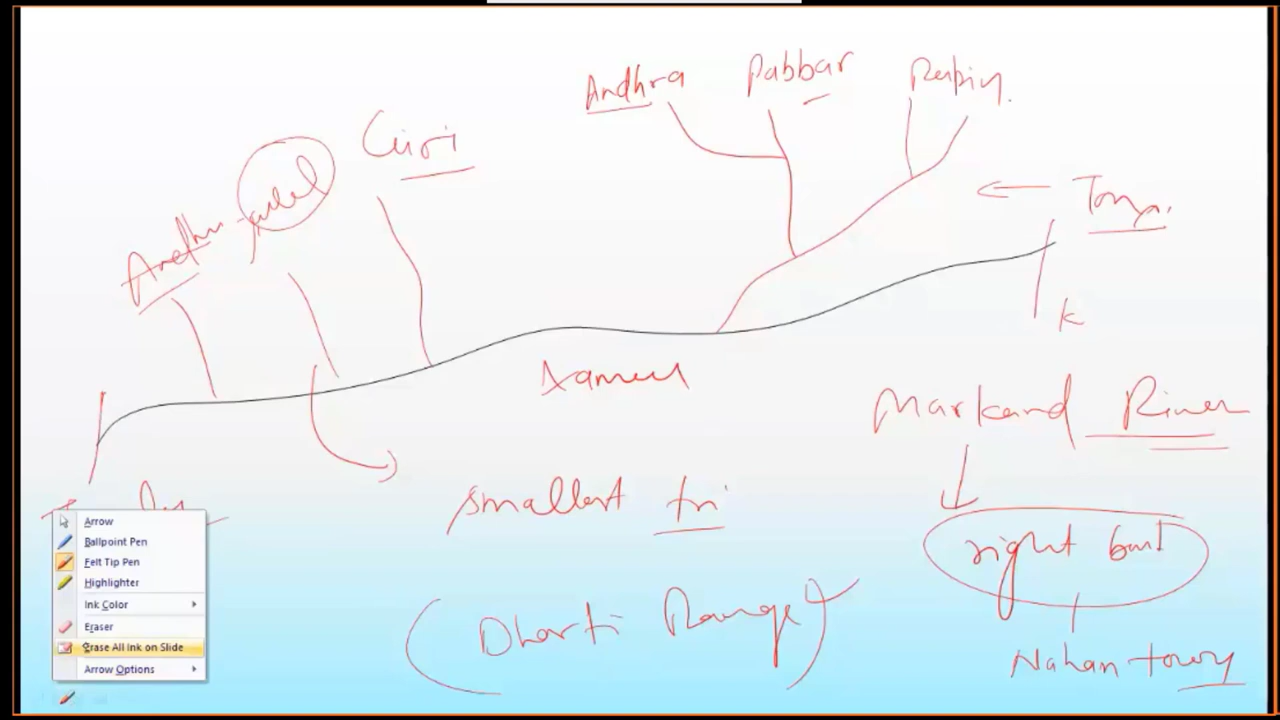 Andhra Pabbar Rupin
Giri
Andhra
Tons.
K
Markand River
smallest tri
right bank
(Dharti Range)
Nahan town
Arrow
Ballpoint Pen
Felt Tip Pen
Highlighter
Ink Color
Eraser
Erase All Ink on Slide
Arrow Options